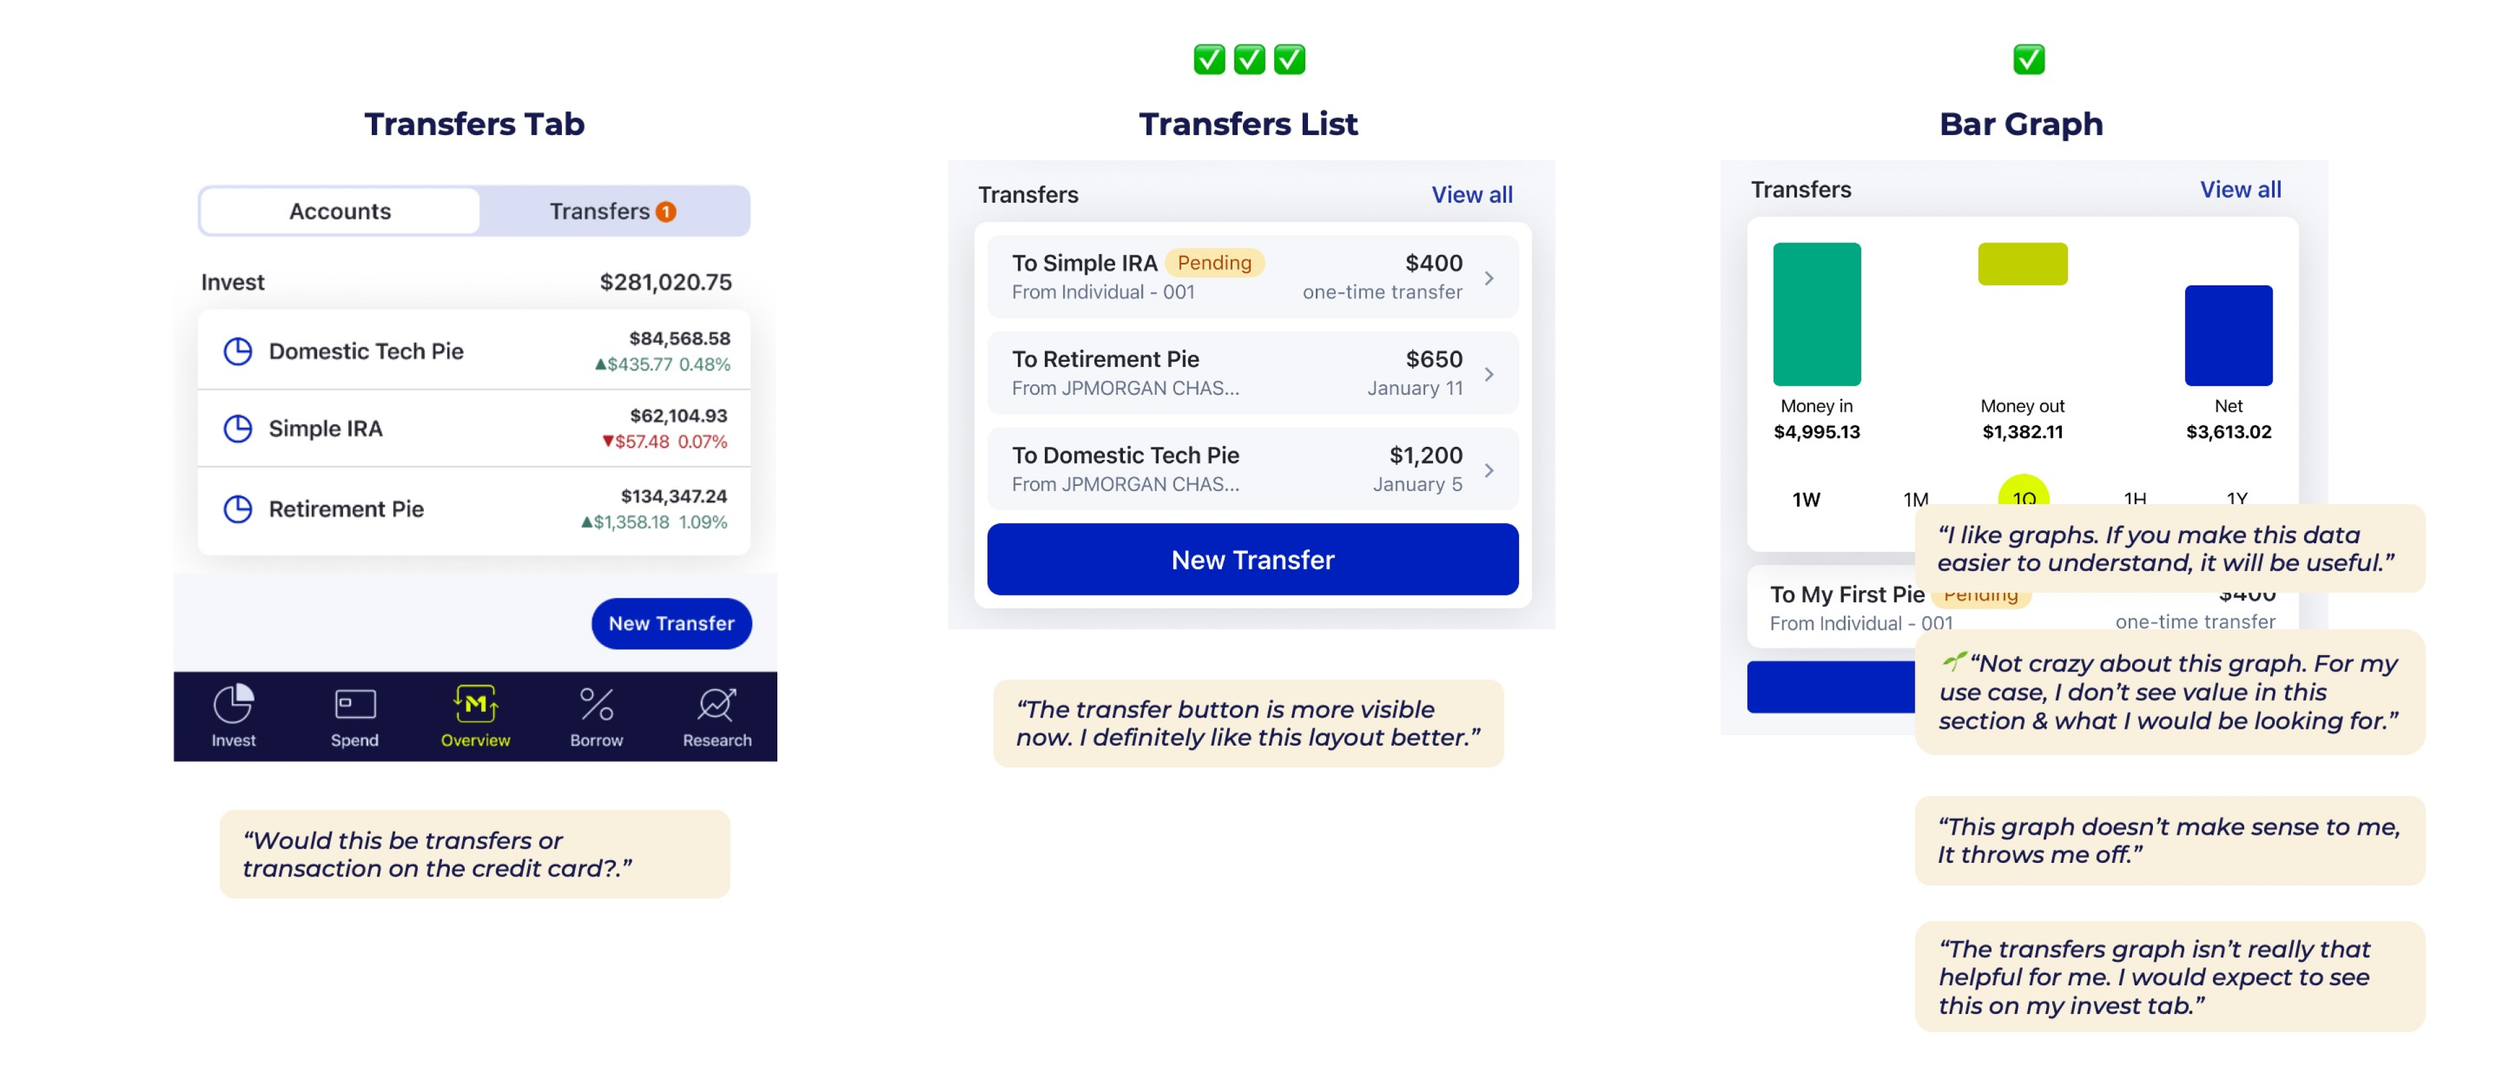 Transfers Tab
Accounts
Transfers 1
Invest $281,020.75
Domestic Tech Pie $84,568.58
▲$435.77 0.48%
Simple IRA $62,104.93
▼$57.48 0.07%
Retirement Pie $134,347.24
▲$1,358.18 1.09%
New Transfer
Invest Spend Overview Borrow Research
“Would this be transfers or
transaction on the credit card?.”
Transfers List
Transfers View all
To Simple IRA Pending $400
From Individual - 001 one-time transfer
To Retirement Pie $650
From JPMORGAN CHAS... January 11
To Domestic Tech Pie $1,200
From JPMORGAN CHAS... January 5
New Transfer
“The transfer button is more visible
now. I definitely like this layout better.”
Bar Graph
Transfers View all
Money in Money out Net
$4,995.13 $1,382.11 $3,613.02
1W 1M 1Q 1H 1Y
“I like graphs. If you make this data
easier to understand, it will be useful.”
To My First Pie Pending $400
From Individual - 001 one-time transfer
“Not crazy about this graph. For my
use case, I don’t see value in this
section & what I would be looking for.”
“This graph doesn’t make sense to me,
It throws me off.”
“The transfers graph isn’t really that
helpful for me. I would expect to see
this on my invest tab.”